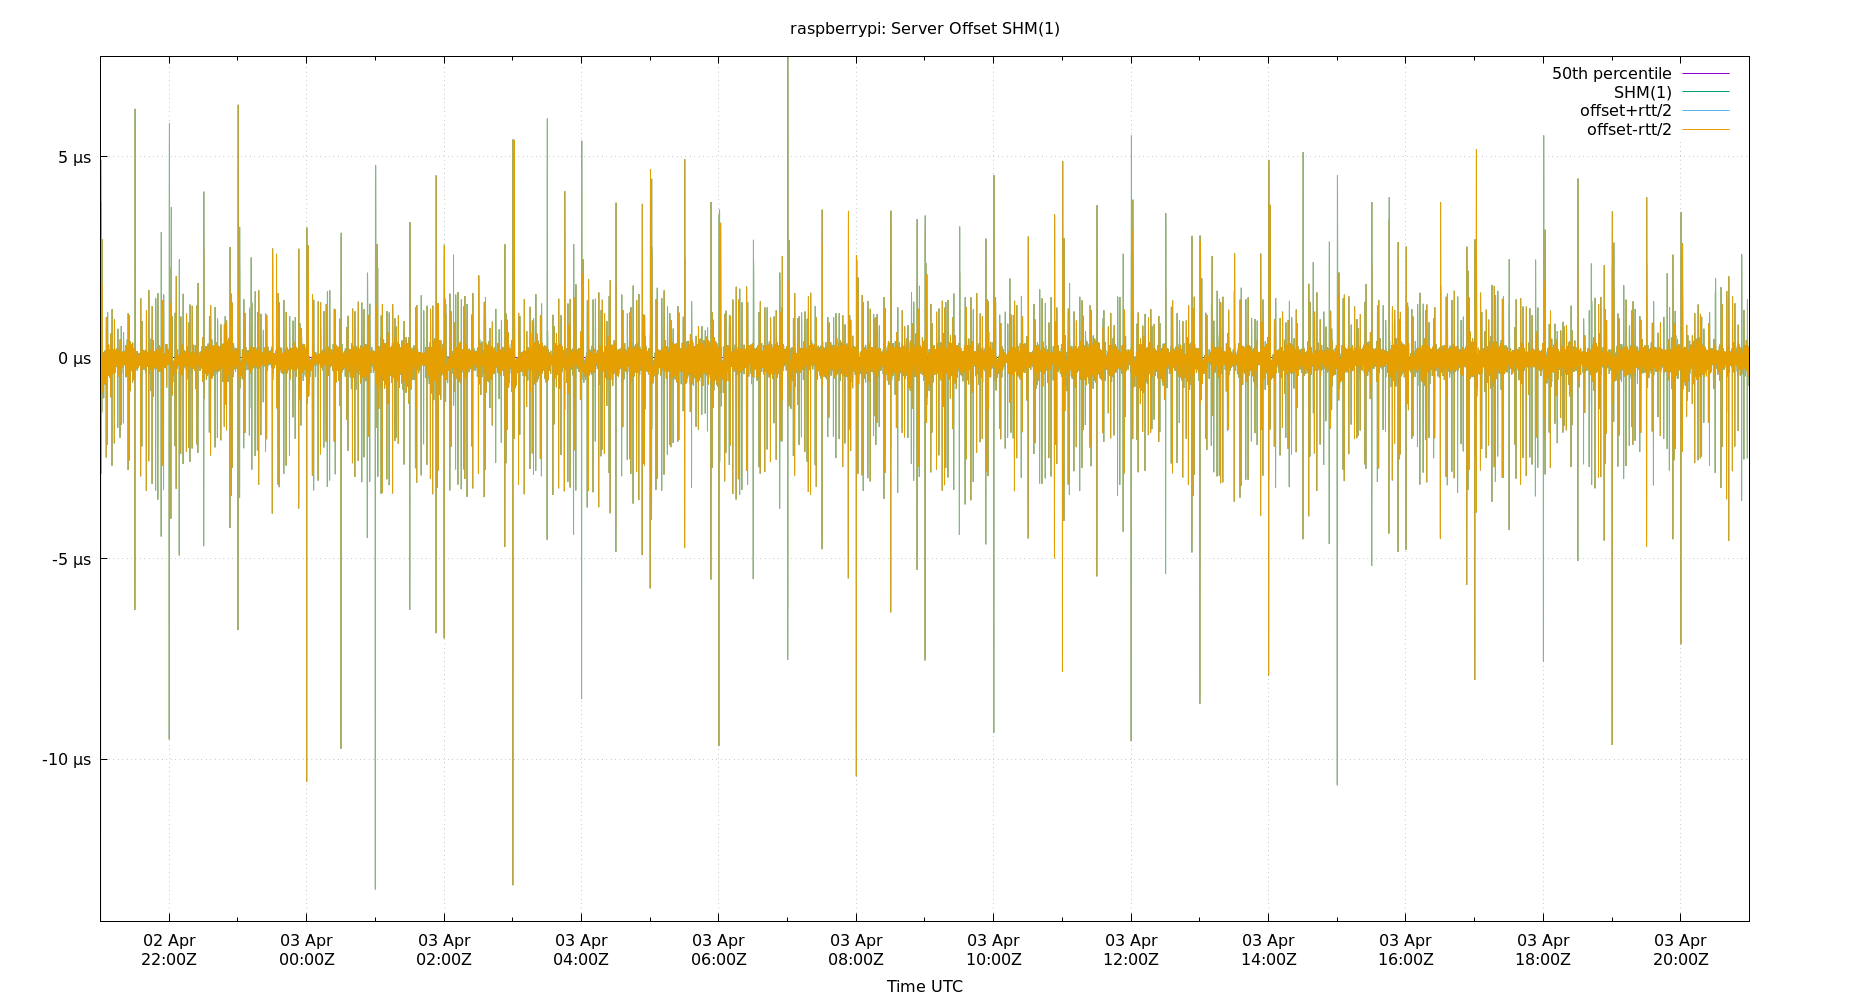 raspberrypi: Server Offset SHM(1)
50th percentile
SHM(1)
offset+rtt/2
offset-rtt/2
5 µs
0 µs
-5 µs
-10 µs
02 Apr 03 Apr 03 Apr 03 Apr 03 Apr 03 Apr 03 Apr 03 Apr 03 Apr 03 Apr 03 Apr 03 Apr
22:00Z 00:00Z 02:00Z 04:00Z 06:00Z 08:00Z 10:00Z 12:00Z 14:00Z 16:00Z 18:00Z 20:00Z
Time UTC